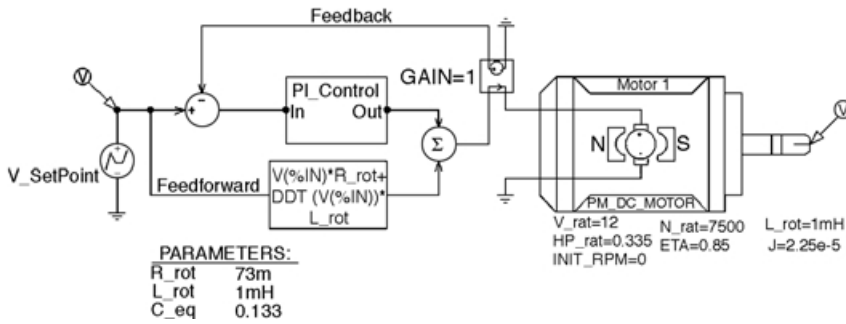 Feedback
V
GAIN=1
Motor 1
PI_Control
In Out
+
-
Σ
V_SetPoint
Feedforward
V(%IN)*R_rot+
DDT (V(%IN))*
L_rot
N
+
-
S
V
PM_DC_MOTOR
V_rat=12 N_rat=7500 L_rot=1mH
HP_rat=0.335 ETA=0.85 J=2.25e-5
INIT_RPM=0
PARAMETERS:
R_rot 73m
L_rot 1mH
C_eq 0.133